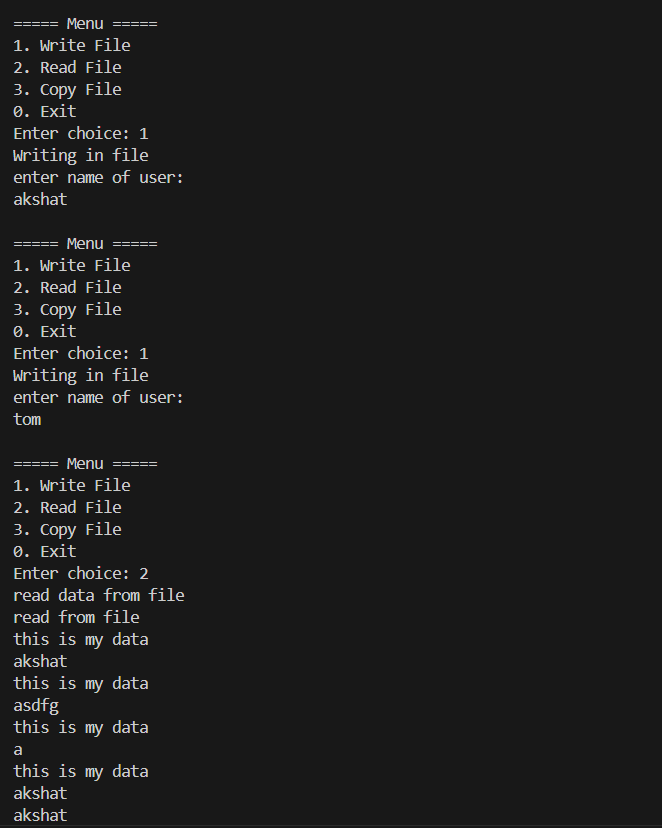 ===== Menu =====
1. Write File
2. Read File
3. Copy File
0. Exit
Enter choice: 1
Writing in file
enter name of user:
akshat
===== Menu =====
1. Write File
2. Read File
3. Copy File
0. Exit
Enter choice: 1
Writing in file
enter name of user:
tom
===== Menu =====
1. Write File
2. Read File
3. Copy File
0. Exit
Enter choice: 2
read data from file
read from file
this is my data
akshat
this is my data
asdfg
this is my data
a
this is my data
akshat
akshat